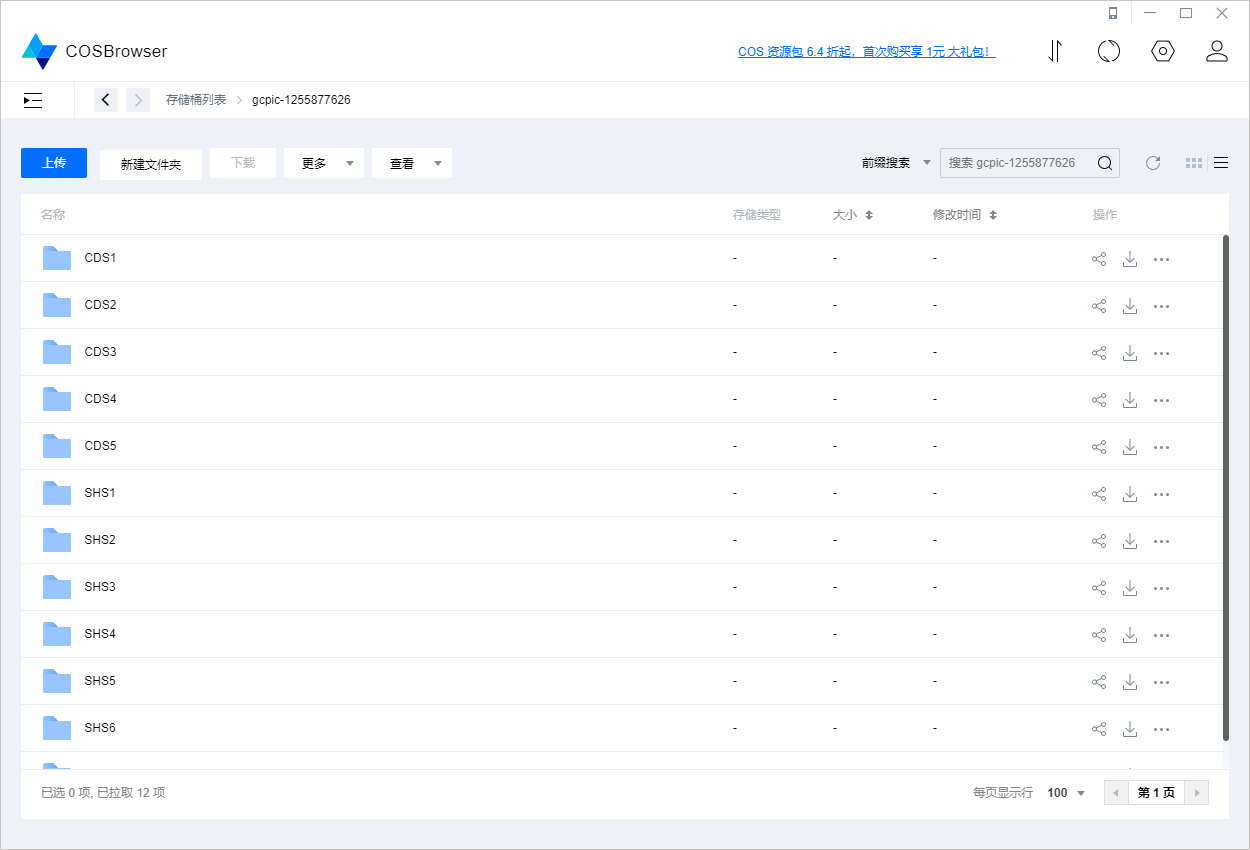 COSBrowser
COS 资源包 6.4 折起，首次购买享 1元 大礼包！
存储桶列表 gcpic-1255877626
上传 新建文件夹 下载 更多 查看 前缀搜索 搜索 gcpic-1255877626
名称 存储类型 大小 修改时间 操作
CDS1 - - -
CDS2 - - -
CDS3 - - -
CDS4 - - -
CDS5 - - -
SHS1 - - -
SHS2 - - -
SHS3 - - -
SHS4 - - -
SHS5 - - -
SHS6 - - -
已选 0 项, 已拉取 12 项 每页显示行 100 第 1 页